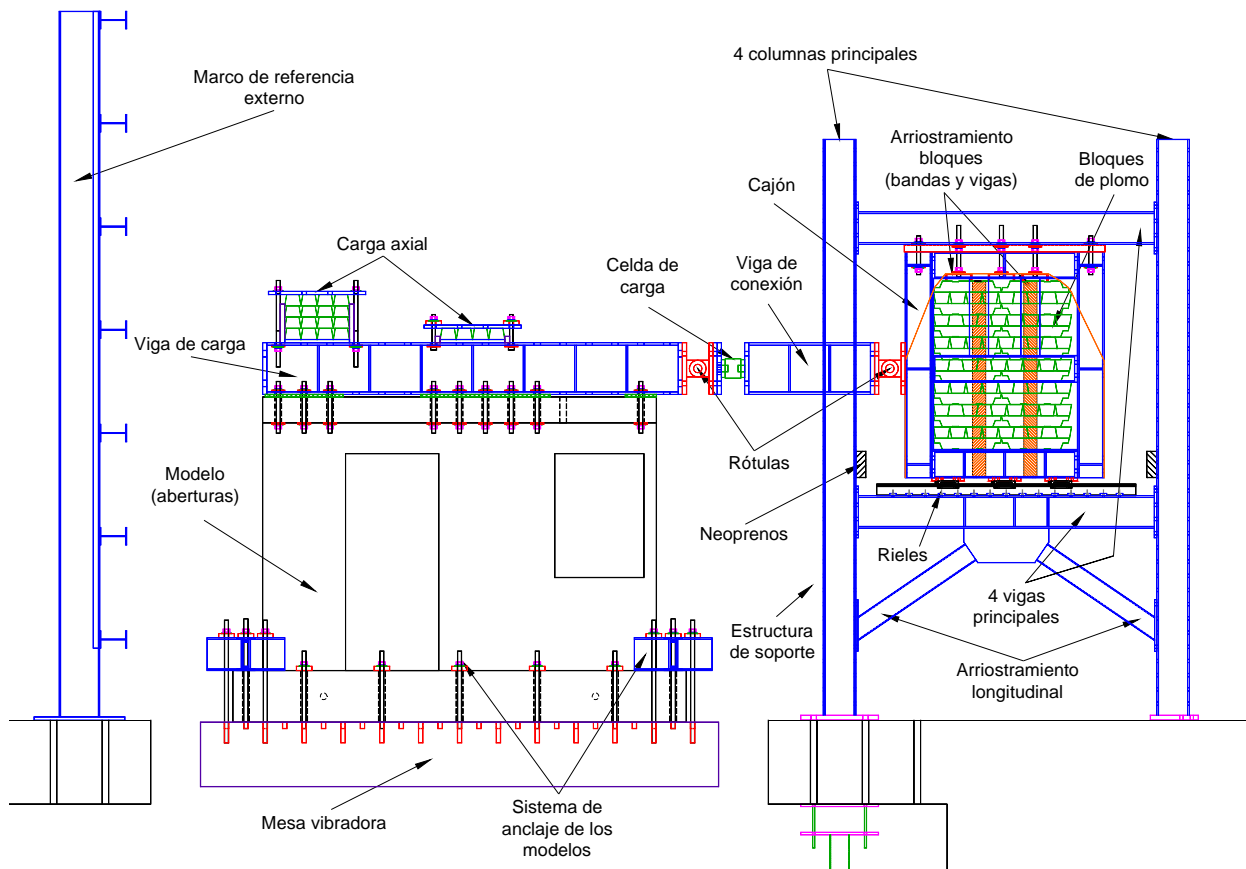 4 columnas principales
Marco de referencia
externo
Arriostramiento
bloques
(bandas y vigas)
Bloques
de plomo
Cajón
Carga axial
Celda de
carga
Viga de
conexión
Viga de carga
Rótulas
Modelo
(aberturas)
Neoprenos
Rieles
4 vigas
principales
Estructura
de soporte
Arriostramiento
longitudinal
Mesa vibradora
Sistema de
anclaje de los
modelos